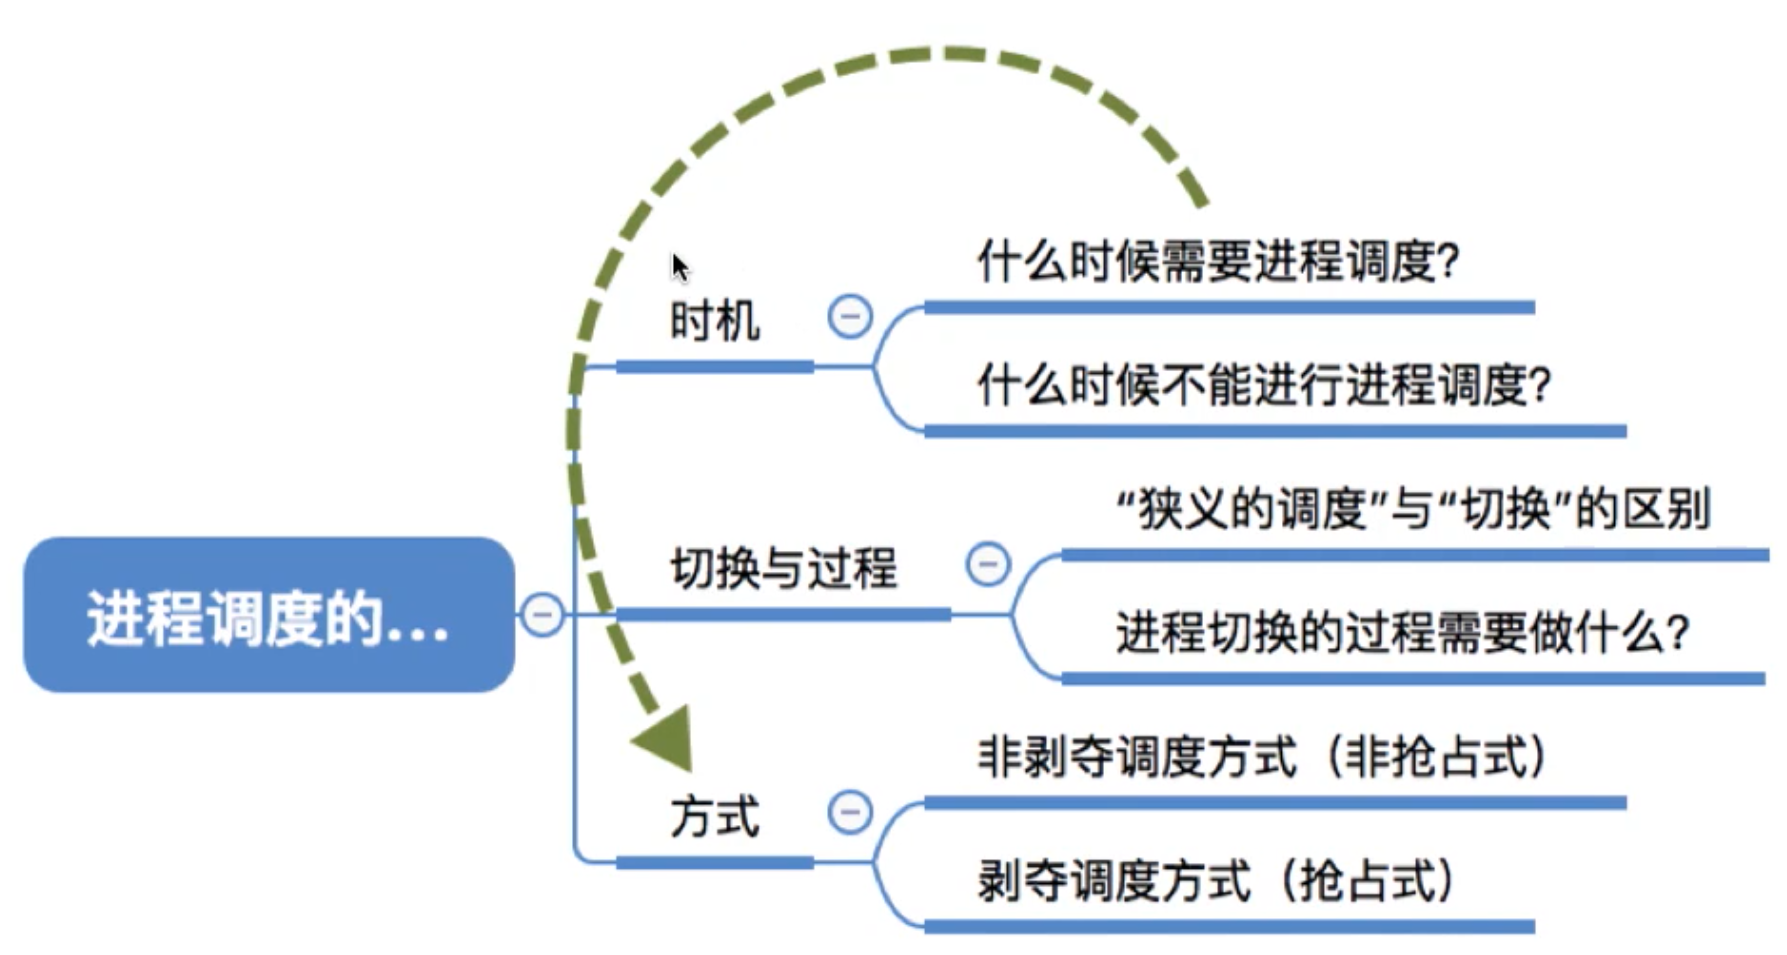 什么时候需要进程调度?
时机
什么时候不能进行进程调度?
“狭义的调度”与“切换”的区别
切换与过程
进程调度的...
进程切换的过程需要做什么?
非剥夺调度方式（非抢占式）
方式
剥夺调度方式（抢占式）